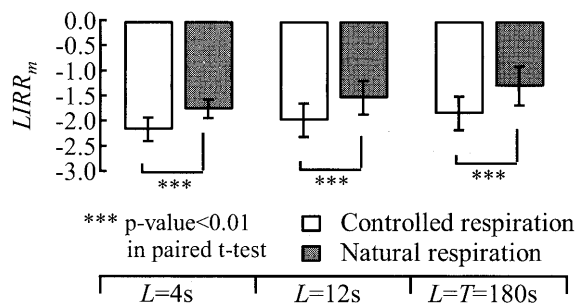 0.0
-0.5
-1.0
-1.5
-2.0
-2.5
-3.0
LIRRm
*** *** ***
*** p-value<0.01
in paired t-test
Controlled respiration
Natural respiration
L=4s L=12s L=T=180s